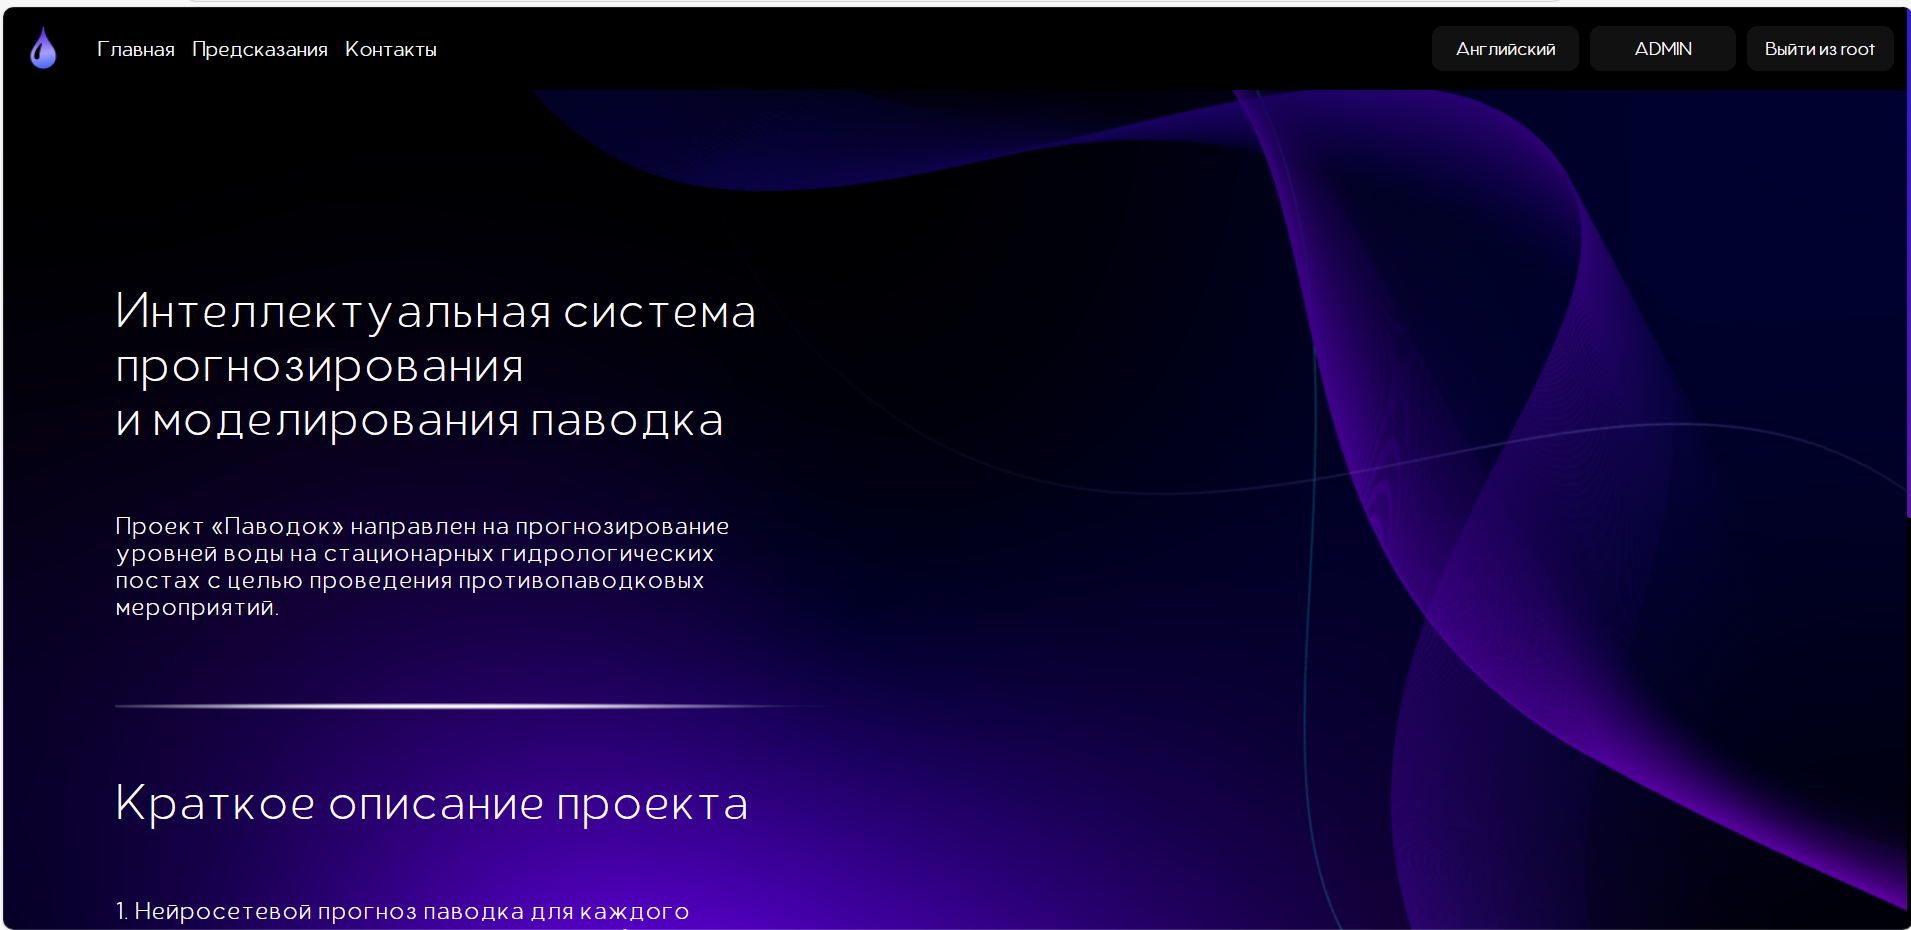 Главная Предсказания Контакты Английский ADMIN Выйти из root
Интеллектуальная система
прогнозирования
и моделирования паводка
Проект «Паводок» направлен на прогнозирование
уровней воды на стационарных гидрологических
постах с целью проведения противопаводковых
мероприятий.
Краткое описание проекта
1. Нейросетевой прогноз паводка для каждого